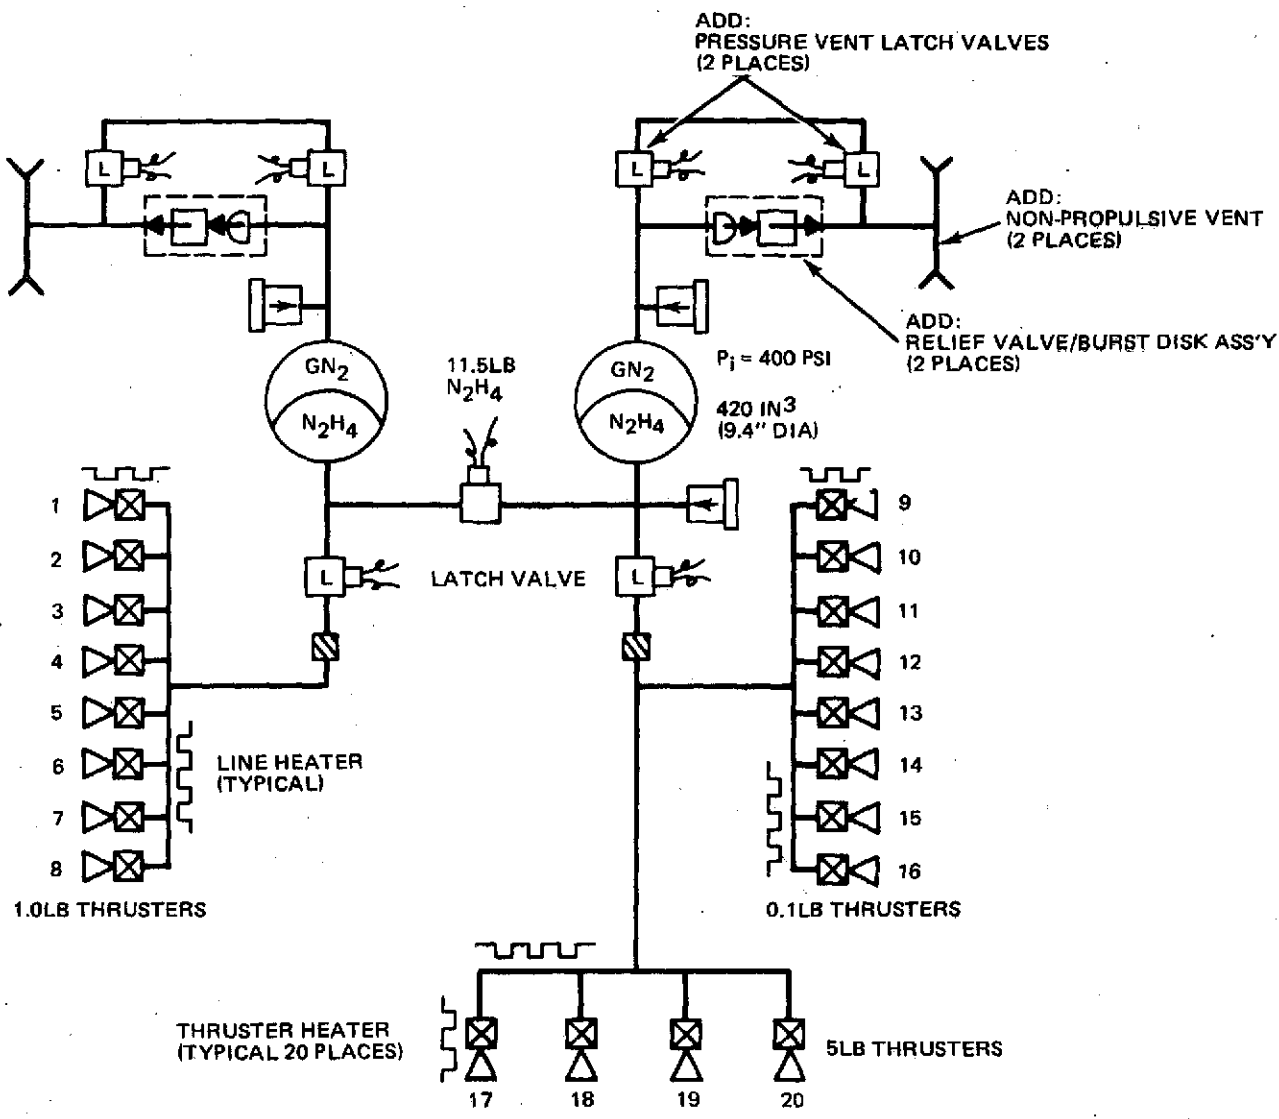 ADD:
PRESSURE VENT LATCH VALVES
(2 PLACES)
L
L
L
L
ADD:
NON-PROPULSIVE VENT
(2 PLACES)
ADD:
RELIEF VALVE/BURST DISK ASS'Y
(2 PLACES)
GN2
N2H4
11.5LB
N2H4
GN2
N2H4
Pi = 400 PSI
420 IN3
(9.4" DIA)
1
2
3
4
5
6
7
8
1.0LB THRUSTERS
L
LATCH VALVE
L
LINE HEATER
(TYPICAL)
9
10
11
12
13
14
15
16
0.1LB THRUSTERS
THRUSTER HEATER
(TYPICAL 20 PLACES)
17
18
19
20
5LB THRUSTERS